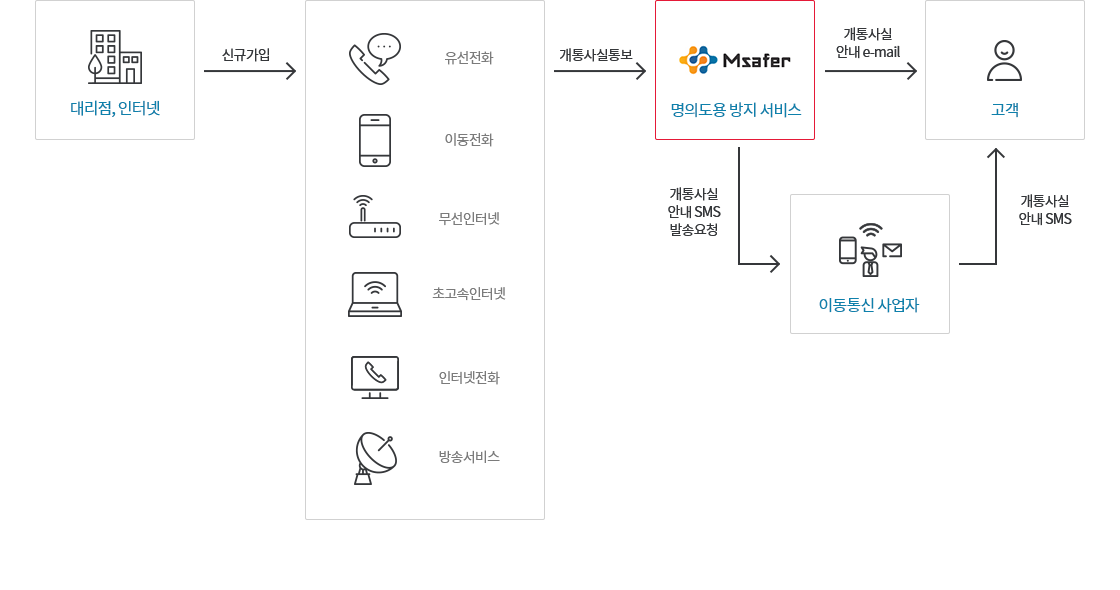 대리점, 인터넷
신규가입
유선전화
이동전화
무선인터넷
초고속인터넷
인터넷전화
방송서비스
개통사실통보
Msafer
명의도용 방지 서비스
개통사실
안내 e-mail
고객
개통사실
안내 SMS
발송요청
이동통신 사업자
개통사실
안내 SMS